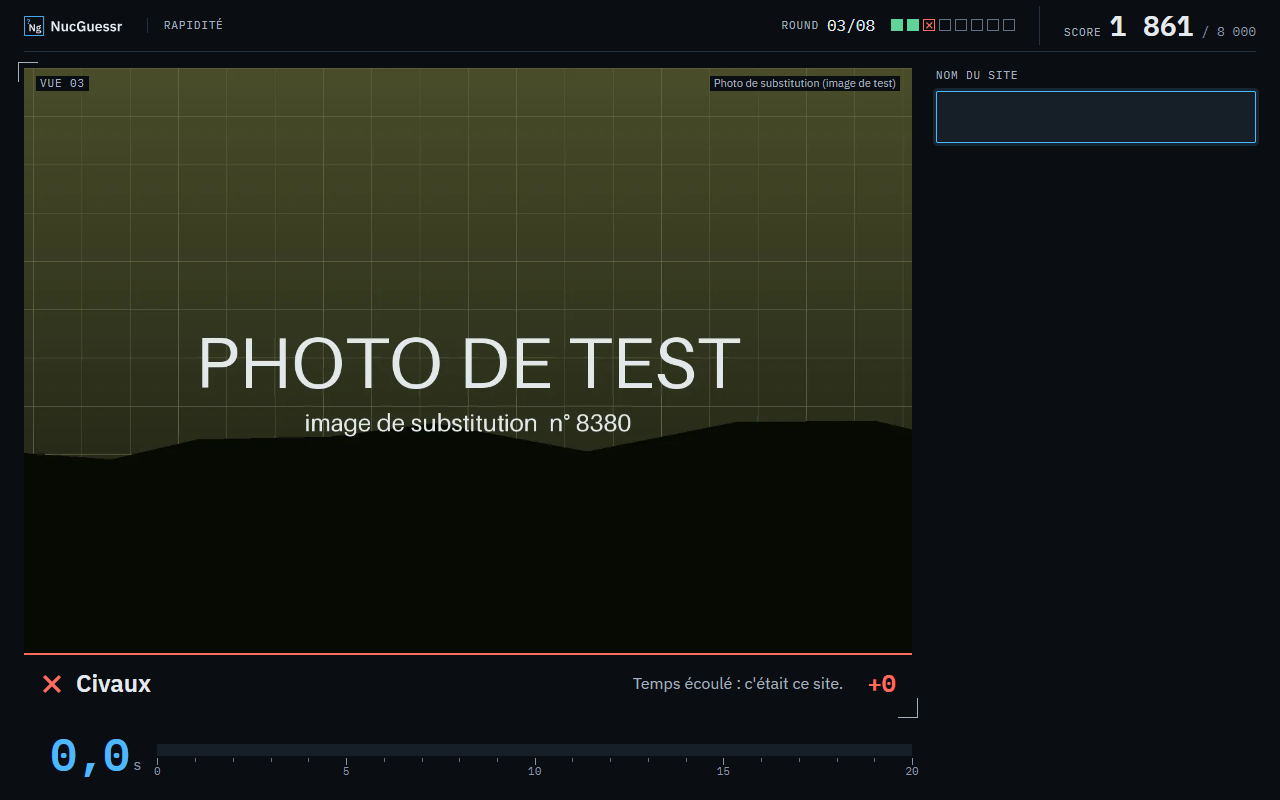 ?
Ng NucGuessr
RAPIDITÉ
ROUND 03/08
SCORE 1 861 / 8 000
VUE 03
Photo de substitution (image de test)
NOM DU SITE
PHOTO DE TEST
image de substitution n° 8380
Civaux
Temps écoulé : c'était ce site.
+0
0,0 s
0 5 10 15 20